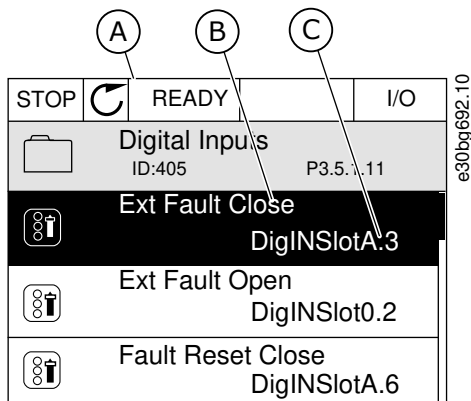 A B C
STOP READY I/O
Digital Inputs
ID:405 P3.5.1.11
Ext Fault Close
DigINSlotA.3
Ext Fault Open
DigINSlot0.2
Fault Reset Close
DigINSlotA.6
e30bg692.10